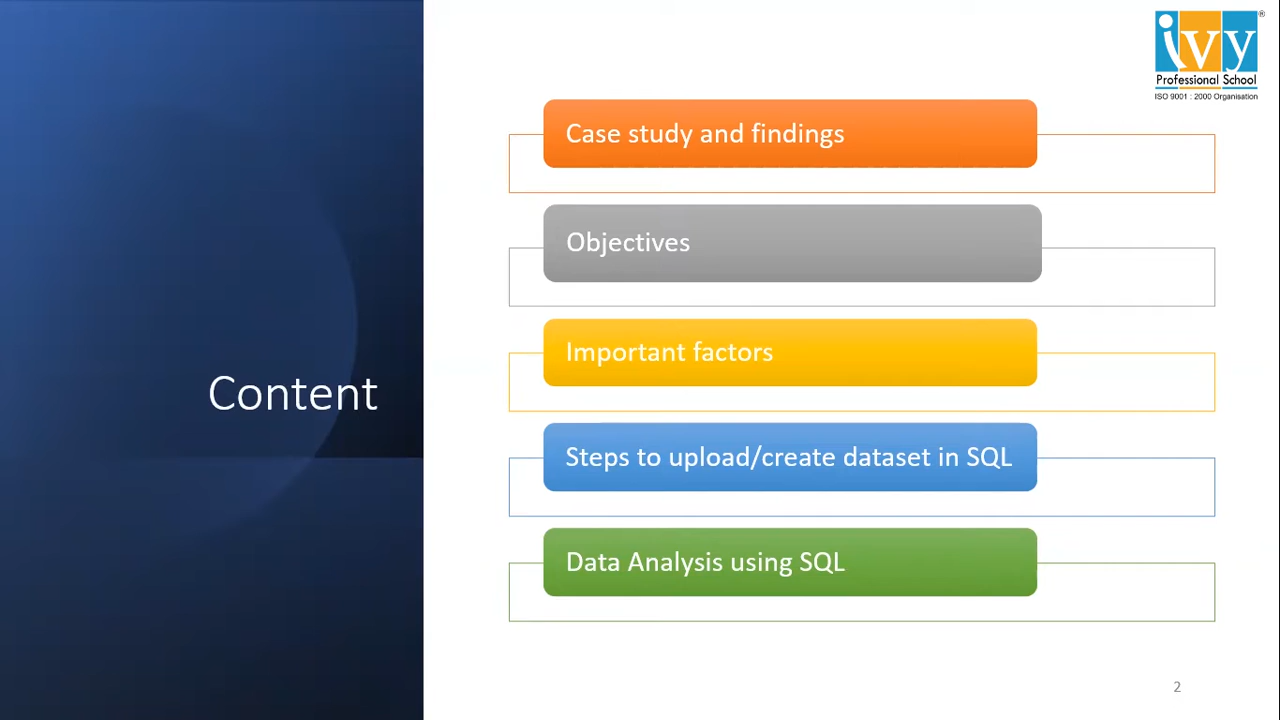 ivy
®
Professional School
ISO 9001 : 2000 Organisation
Case study and findings
Objectives
Important factors
Content
Steps to upload/create dataset in SQL
Data Analysis using SQL
2